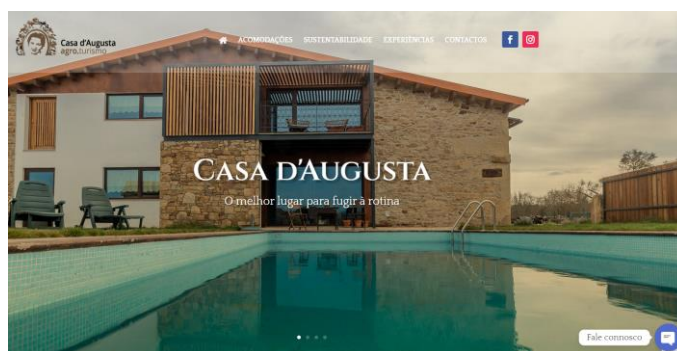 Casa d'Augusta
agro.turismo
ACOMODAÇÕES SUSTENTABILIDADE EXPERIÊNCIAS CONTACTOS
CASA D'AUGUSTA
O melhor lugar para fugir à rotina
Fale connosco